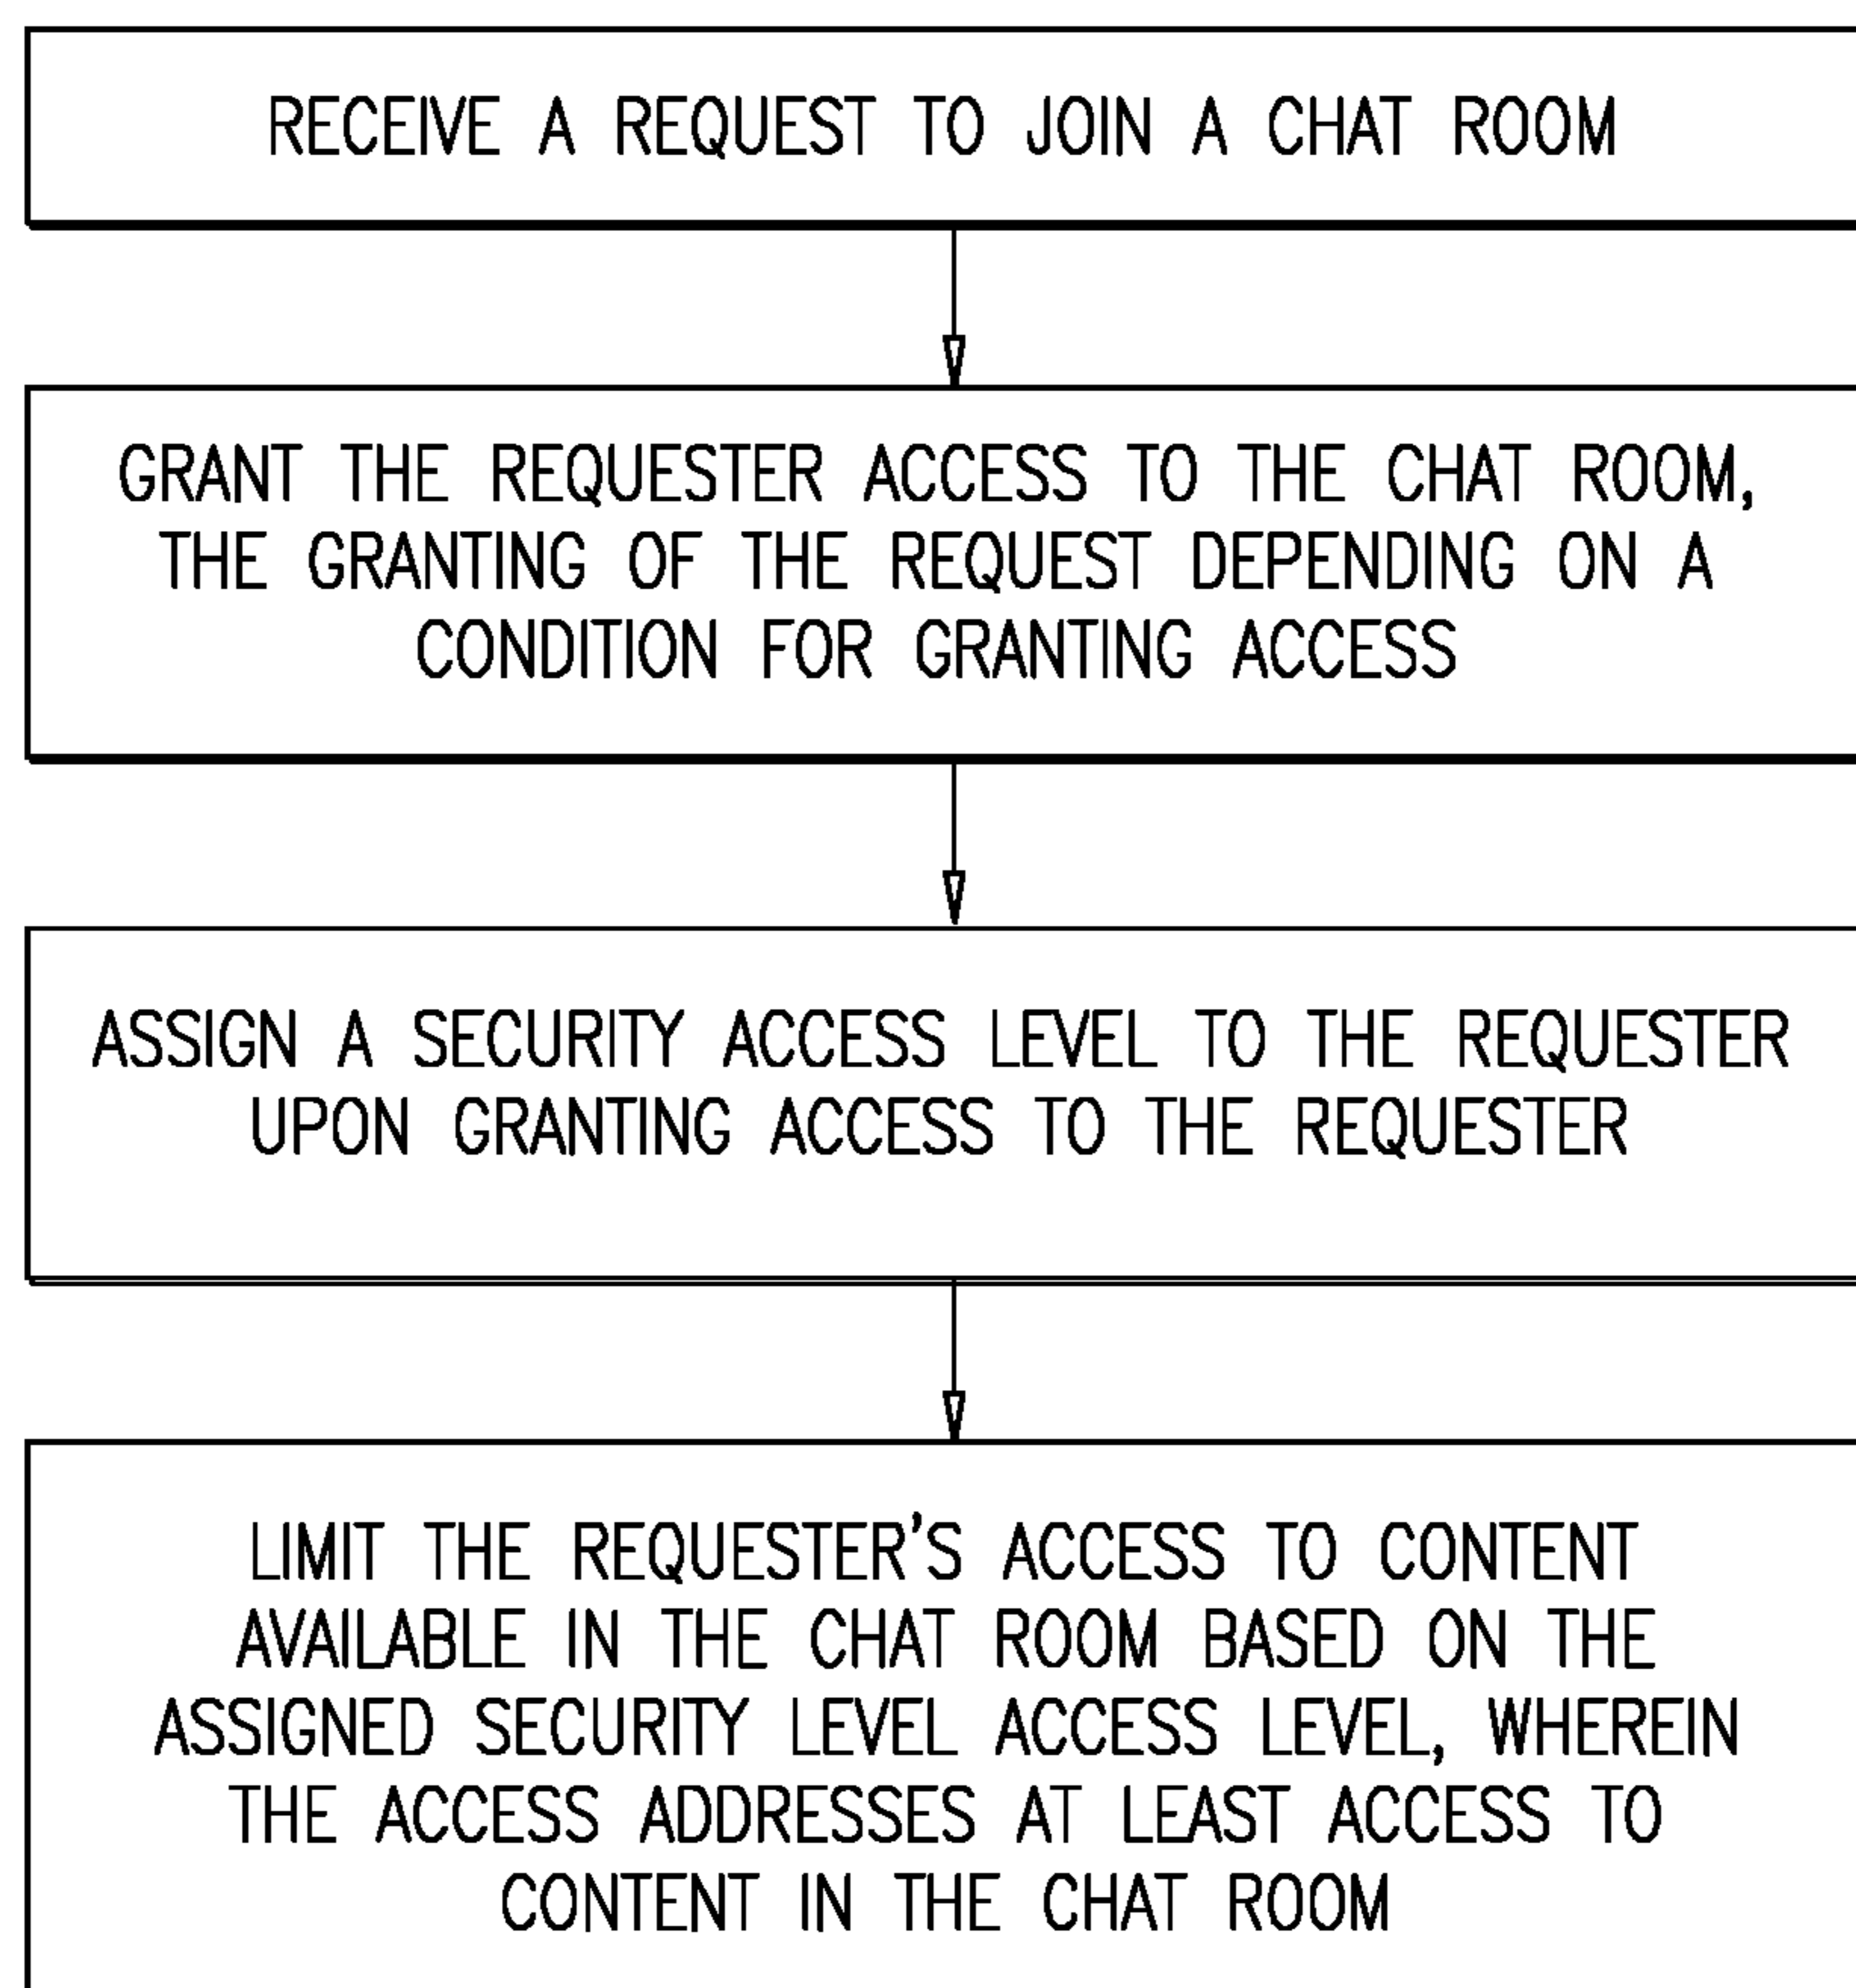 RECEIVE A REQUEST TO JOIN A CHAT ROOM
GRANT THE REQUESTER ACCESS TO THE CHAT ROOM,
THE GRANTING OF THE REQUEST DEPENDING ON A
CONDITION FOR GRANTING ACCESS
ASSIGN A SECURITY ACCESS LEVEL TO THE REQUESTER
UPON GRANTING ACCESS TO THE REQUESTER
LIMIT THE REQUESTER'S ACCESS TO CONTENT
AVAILABLE IN THE CHAT ROOM BASED ON THE
ASSIGNED SECURITY LEVEL ACCESS LEVEL, WHEREIN
THE ACCESS ADDRESSES AT LEAST ACCESS TO
CONTENT IN THE CHAT ROOM